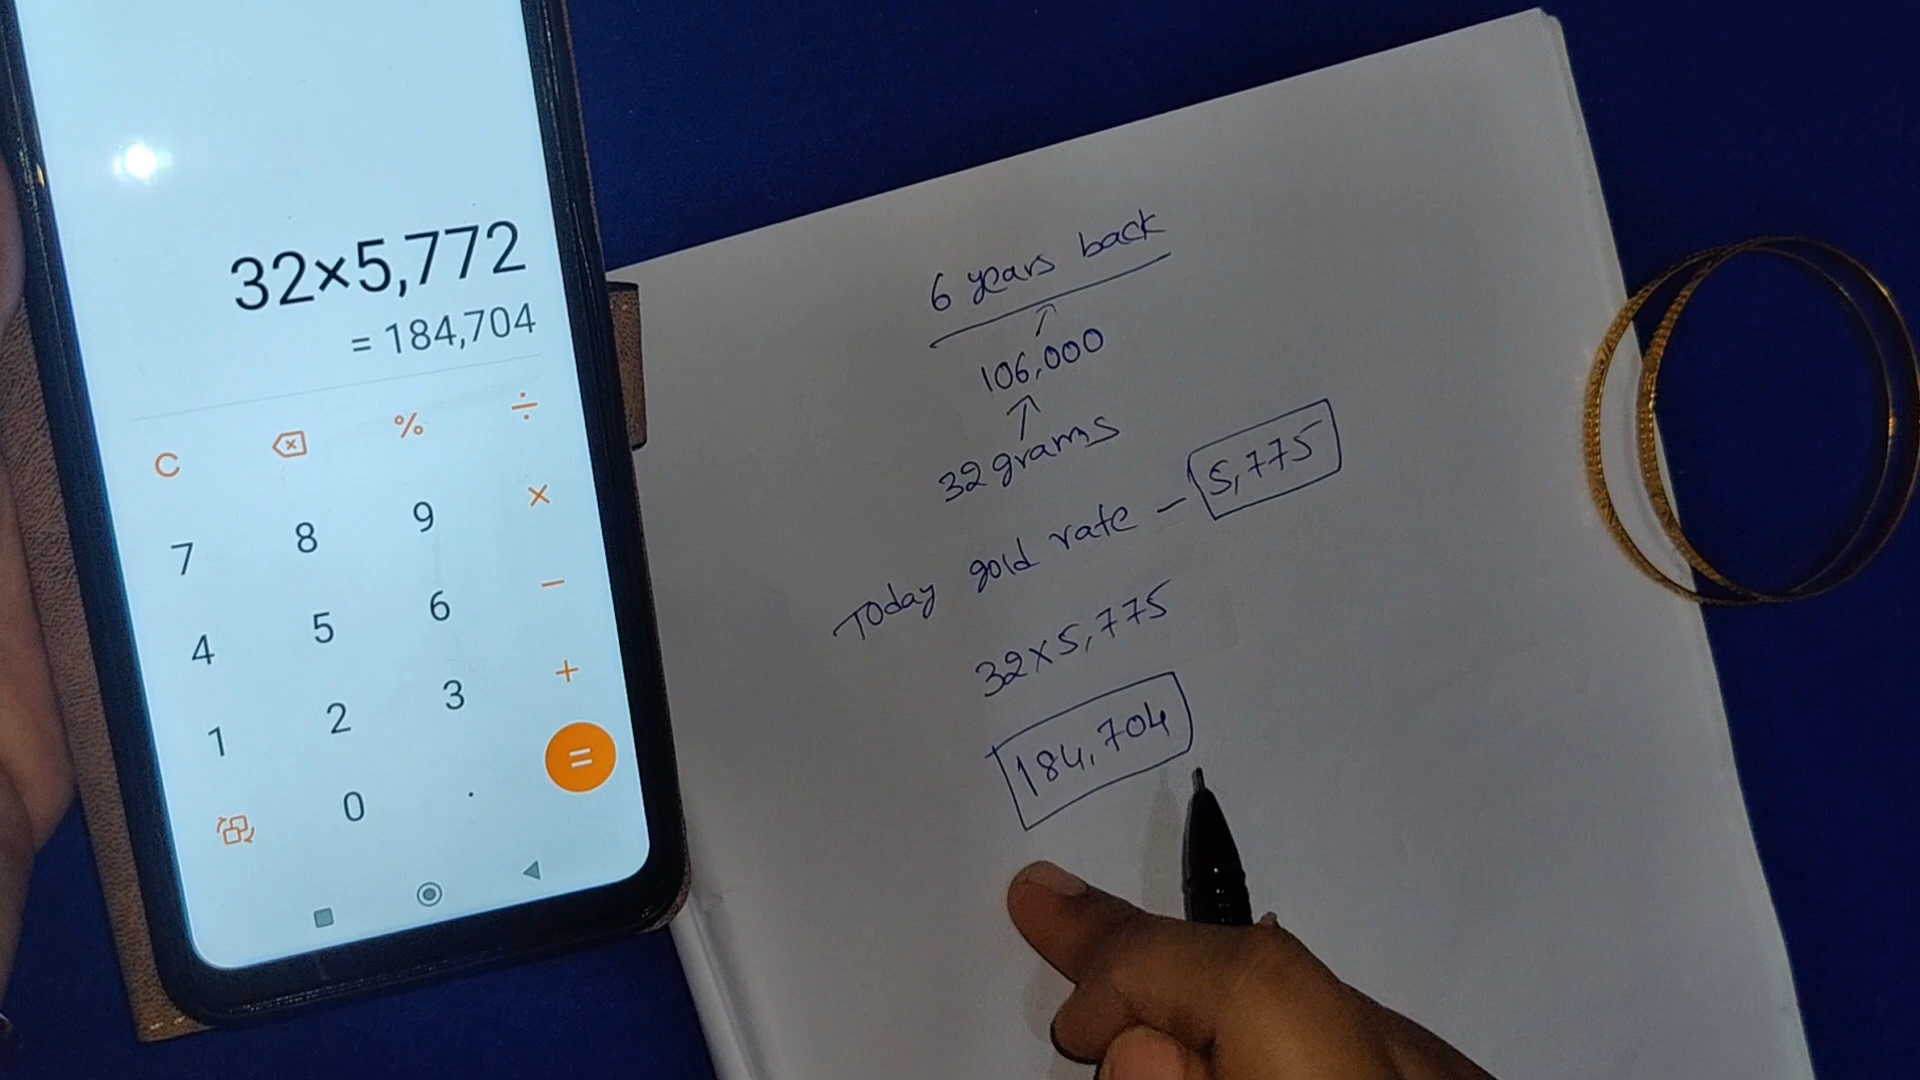 32×5,772
= 184,704
C % ÷
7 8 9 ×
4 5 6 −
1 2 3 +
0 . =
6 years back
106,000
32 grams
Today gold rate - 5,775
32×5,775
184,704